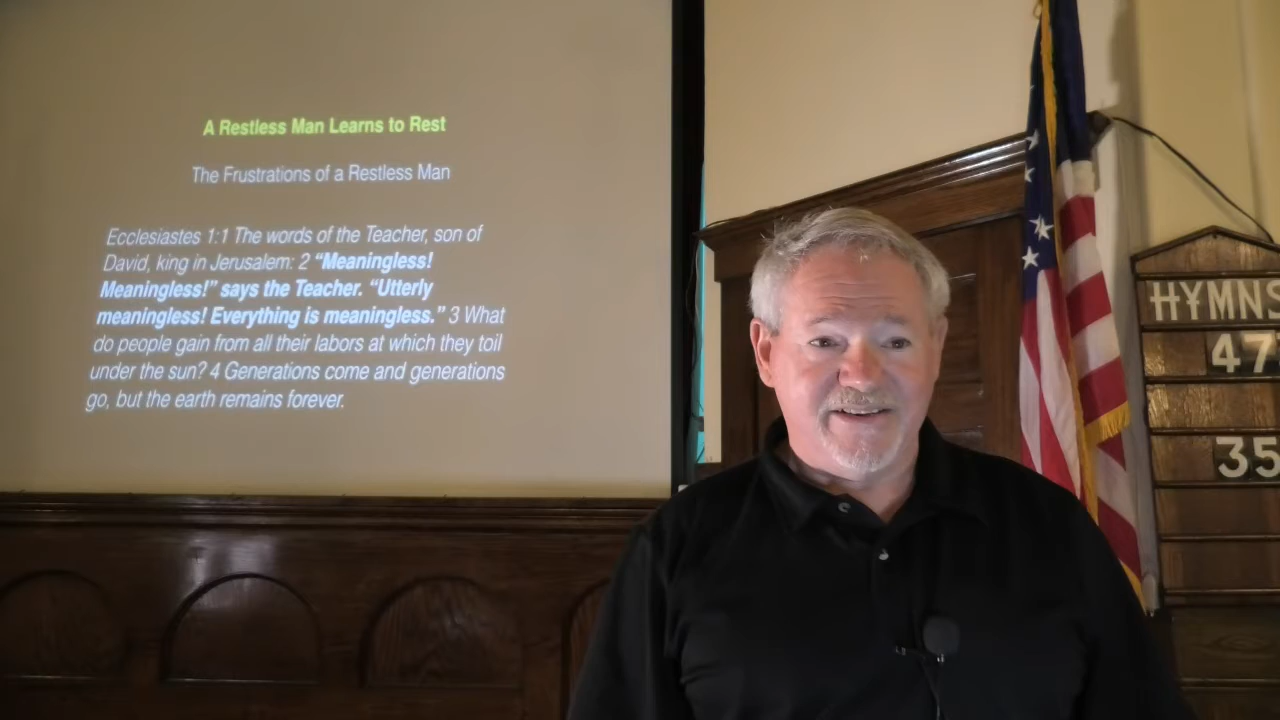 A Restless Man Learns to Rest
The Frustrations of a Restless Man
Ecclesiastes 1:1 The words of the Teacher, son of
David, king in Jerusalem: 2 “Meaningless!
Meaningless!” says the Teacher. “Utterly
meaningless! Everything is meaningless.” 3 What
do people gain from all their labors at which they toil
under the sun? 4 Generations come and generations
go, but the earth remains forever.
HYMNS
47
35